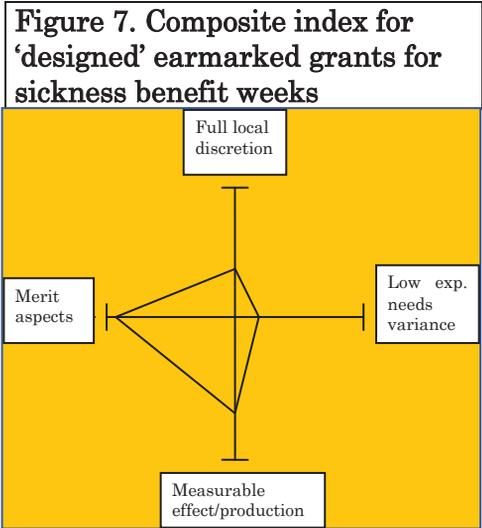 Figure 7. Composite index for
‘designed’ earmarked grants for
sickness benefit weeks
Full local
discretion
Merit
aspects
Low exp.
needs
variance
Measurable
effect/production